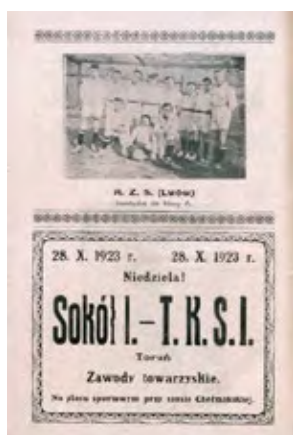 (Lwów)
28. X. 1923 r. 28. X. 1923 r.
Niedziela!
Sokół I. – T. K. S. I.
Toruń
Zawody towarzyskie.
Na placu sportowym przy szosie Chełmińskiej.